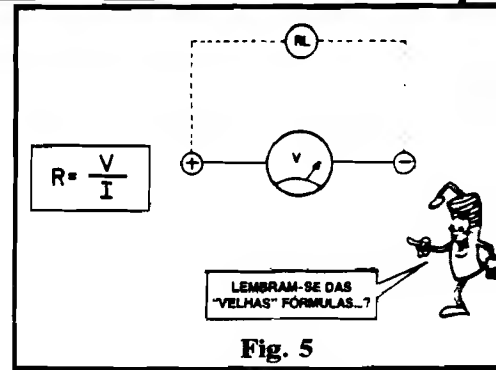 RL
V
+
-
R = V
I
LEMBRAM-SE DAS
"VELHAS" FÓRMULAS...?
Fig. 5